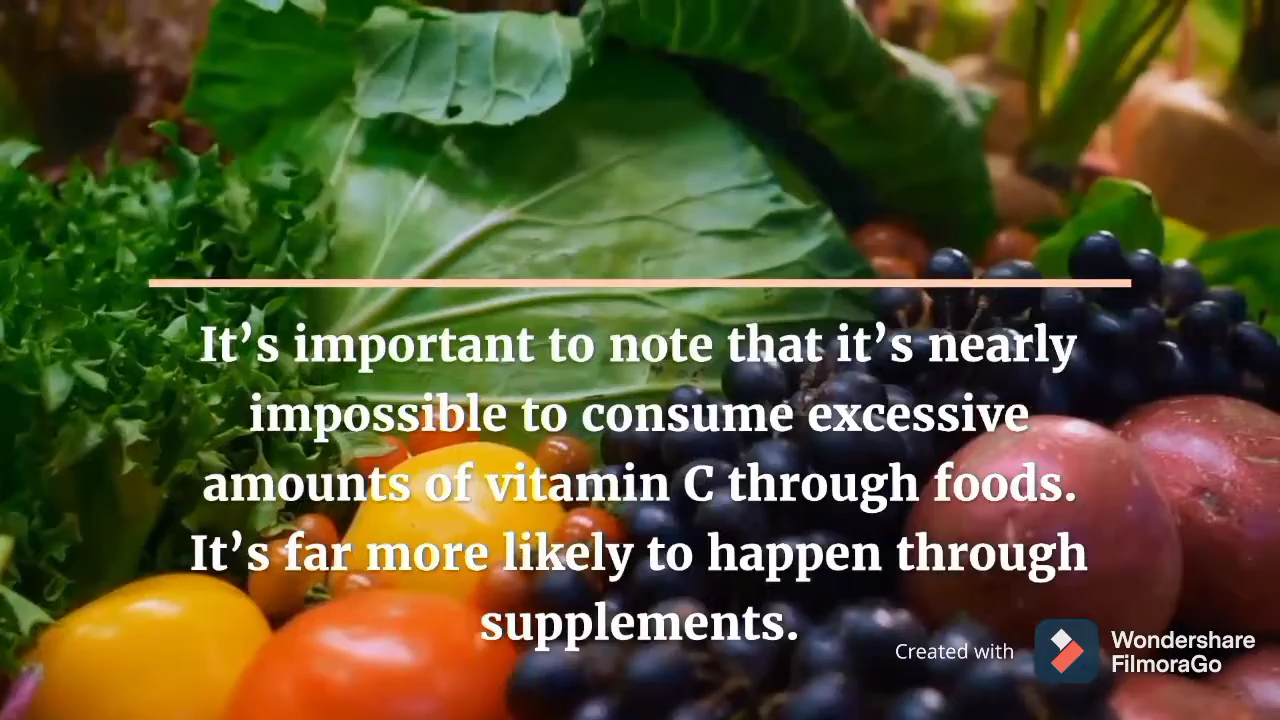 It’s important to note that it’s nearly
impossible to consume excessive
amounts of vitamin C through foods.
It’s far more likely to happen through
supplements.
Created with
Wondershare
FilmoraGo